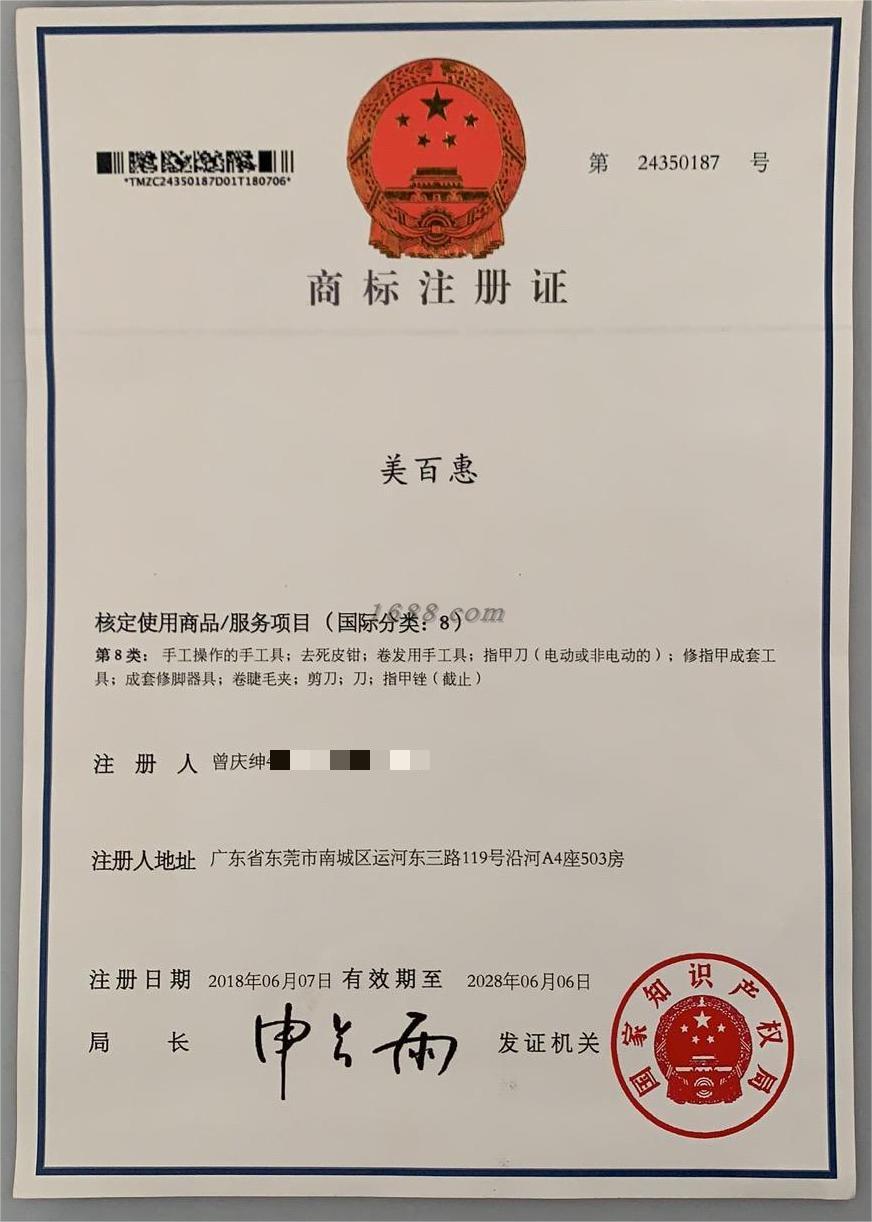 *TMZC24350187D01T180706*
第 24350187 号
商标注册证
美百惠
1688.com
核定使用商品/服务项目（国际分类：8）
第8类：手工操作的手工具；去死皮钳；卷发用手工具；指甲刀（电动或非电动的）；修指甲成套工
具；成套修脚器具；卷睫毛夹；剪刀；刀；指甲锉（截止）
注册人 曾庆绅
注册人地址 广东省东莞市南城区运河东三路119号沿河A4座503房
注册日期 2018年06月07日 有效期至 2028年06月06日
局长 申长雨 发证机关
国家知识产权局